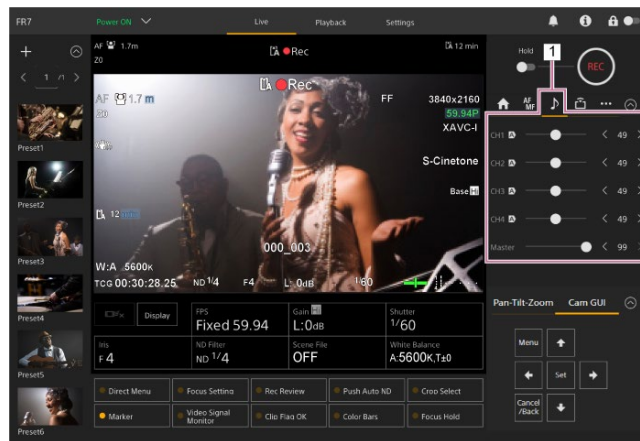 FR7
Power ON
Live
Playback
Settings
AF 1.7m
Z0
A Rec
A 12 min
Hold
1
REC
1 /1
AF 1.7 m
A Rec
FF
3840x2160
59.94P
XAVC-I
S-Cinetone
Base H
A 12
000_003
W:A 5600K
TCG 00:30:28.25
ND 1/4
F4
L: 0dB
1/60
AF
MF
CH1 A
49
CH2 A
49
CH3 A
49
CH4 A
49
Master
99
Preset1
Preset2
Preset3
Preset4
Preset5
Preset6
Display
FPS
Fixed 59.94
Gain H
L:0dB
Shutter
1/60
Iris
F 4
ND Filter
ND 1/4
Scene File
OFF
White Balance
A:5600K,T±0
Direct Menu
Focus Setting
Rec Review
Push Auto ND
Crop Select
Marker
Video Signal
Monitor
Clip Flag OK
Color Bars
Focus Hold
Pan-Tilt-Zoom
Cam GUI
Menu
Set
Cancel
/Back